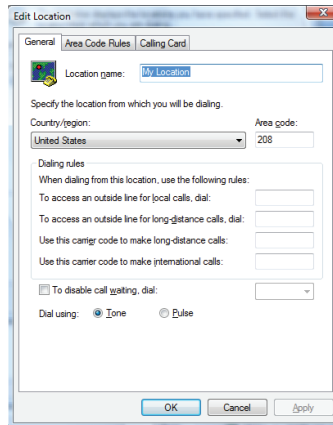 Edit Location
General Area Code Rules Calling Card
Location name: My Location
Specify the location from which you will be dialing.
Country/region: Area code:
United States 208
Dialing rules
When dialing from this location, use the following rules:
To access an outside line for local calls, dial:
To access an outside line for long-distance calls, dial:
Use this carrier code to make long-distance calls:
Use this carrier code to make international calls:
To disable call waiting, dial:
Dial using: Tone Pulse
OK Cancel Apply